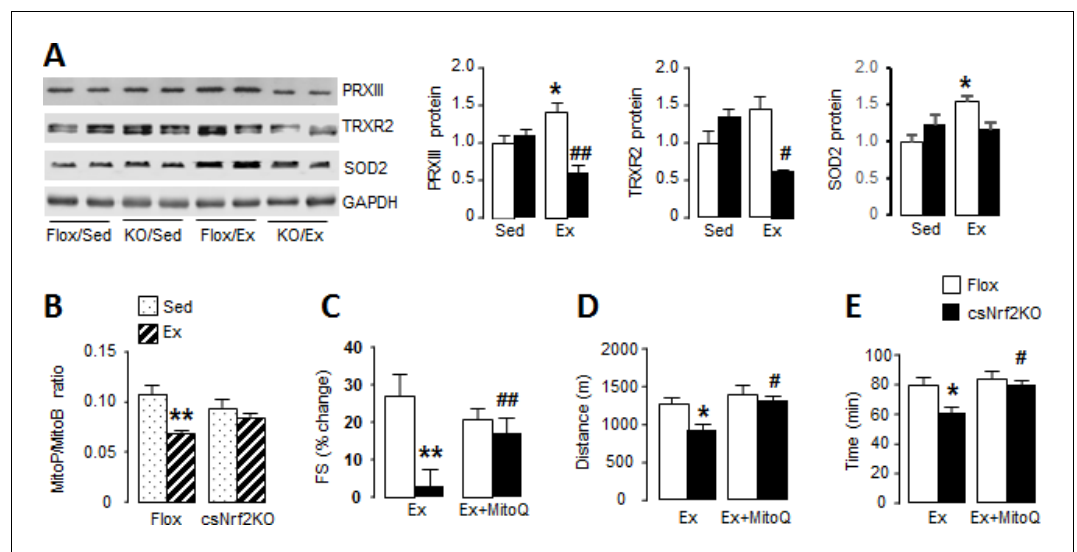 A
PRXIII
TRXR2
SOD2
GAPDH
Flox/Sed KO/Sed Flox/Ex KO/Ex
PRXIII protein
2.0
1.5
1.0
0.5
0
*
##
Sed Ex
TRXR2 protein
2.0
1.5
1.0
0.5
0
#
Sed Ex
SOD2 protein
2.0
1.5
1.0
0.5
0
*
Sed Ex
Flox
csNrf2KO
B
Sed
Ex
MitoP/MitoB ratio
0.15
0.10
0.05
0
**
Flox csNrf2KO
C
FS (% change)
40
30
20
10
0
**
##
Ex Ex+MitoQ
D
Distance (m)
2000
1500
1000
500
0
*
#
Ex Ex+MitoQ
E
Time (min)
100
80
60
40
20
0
*
#
Ex Ex+MitoQ